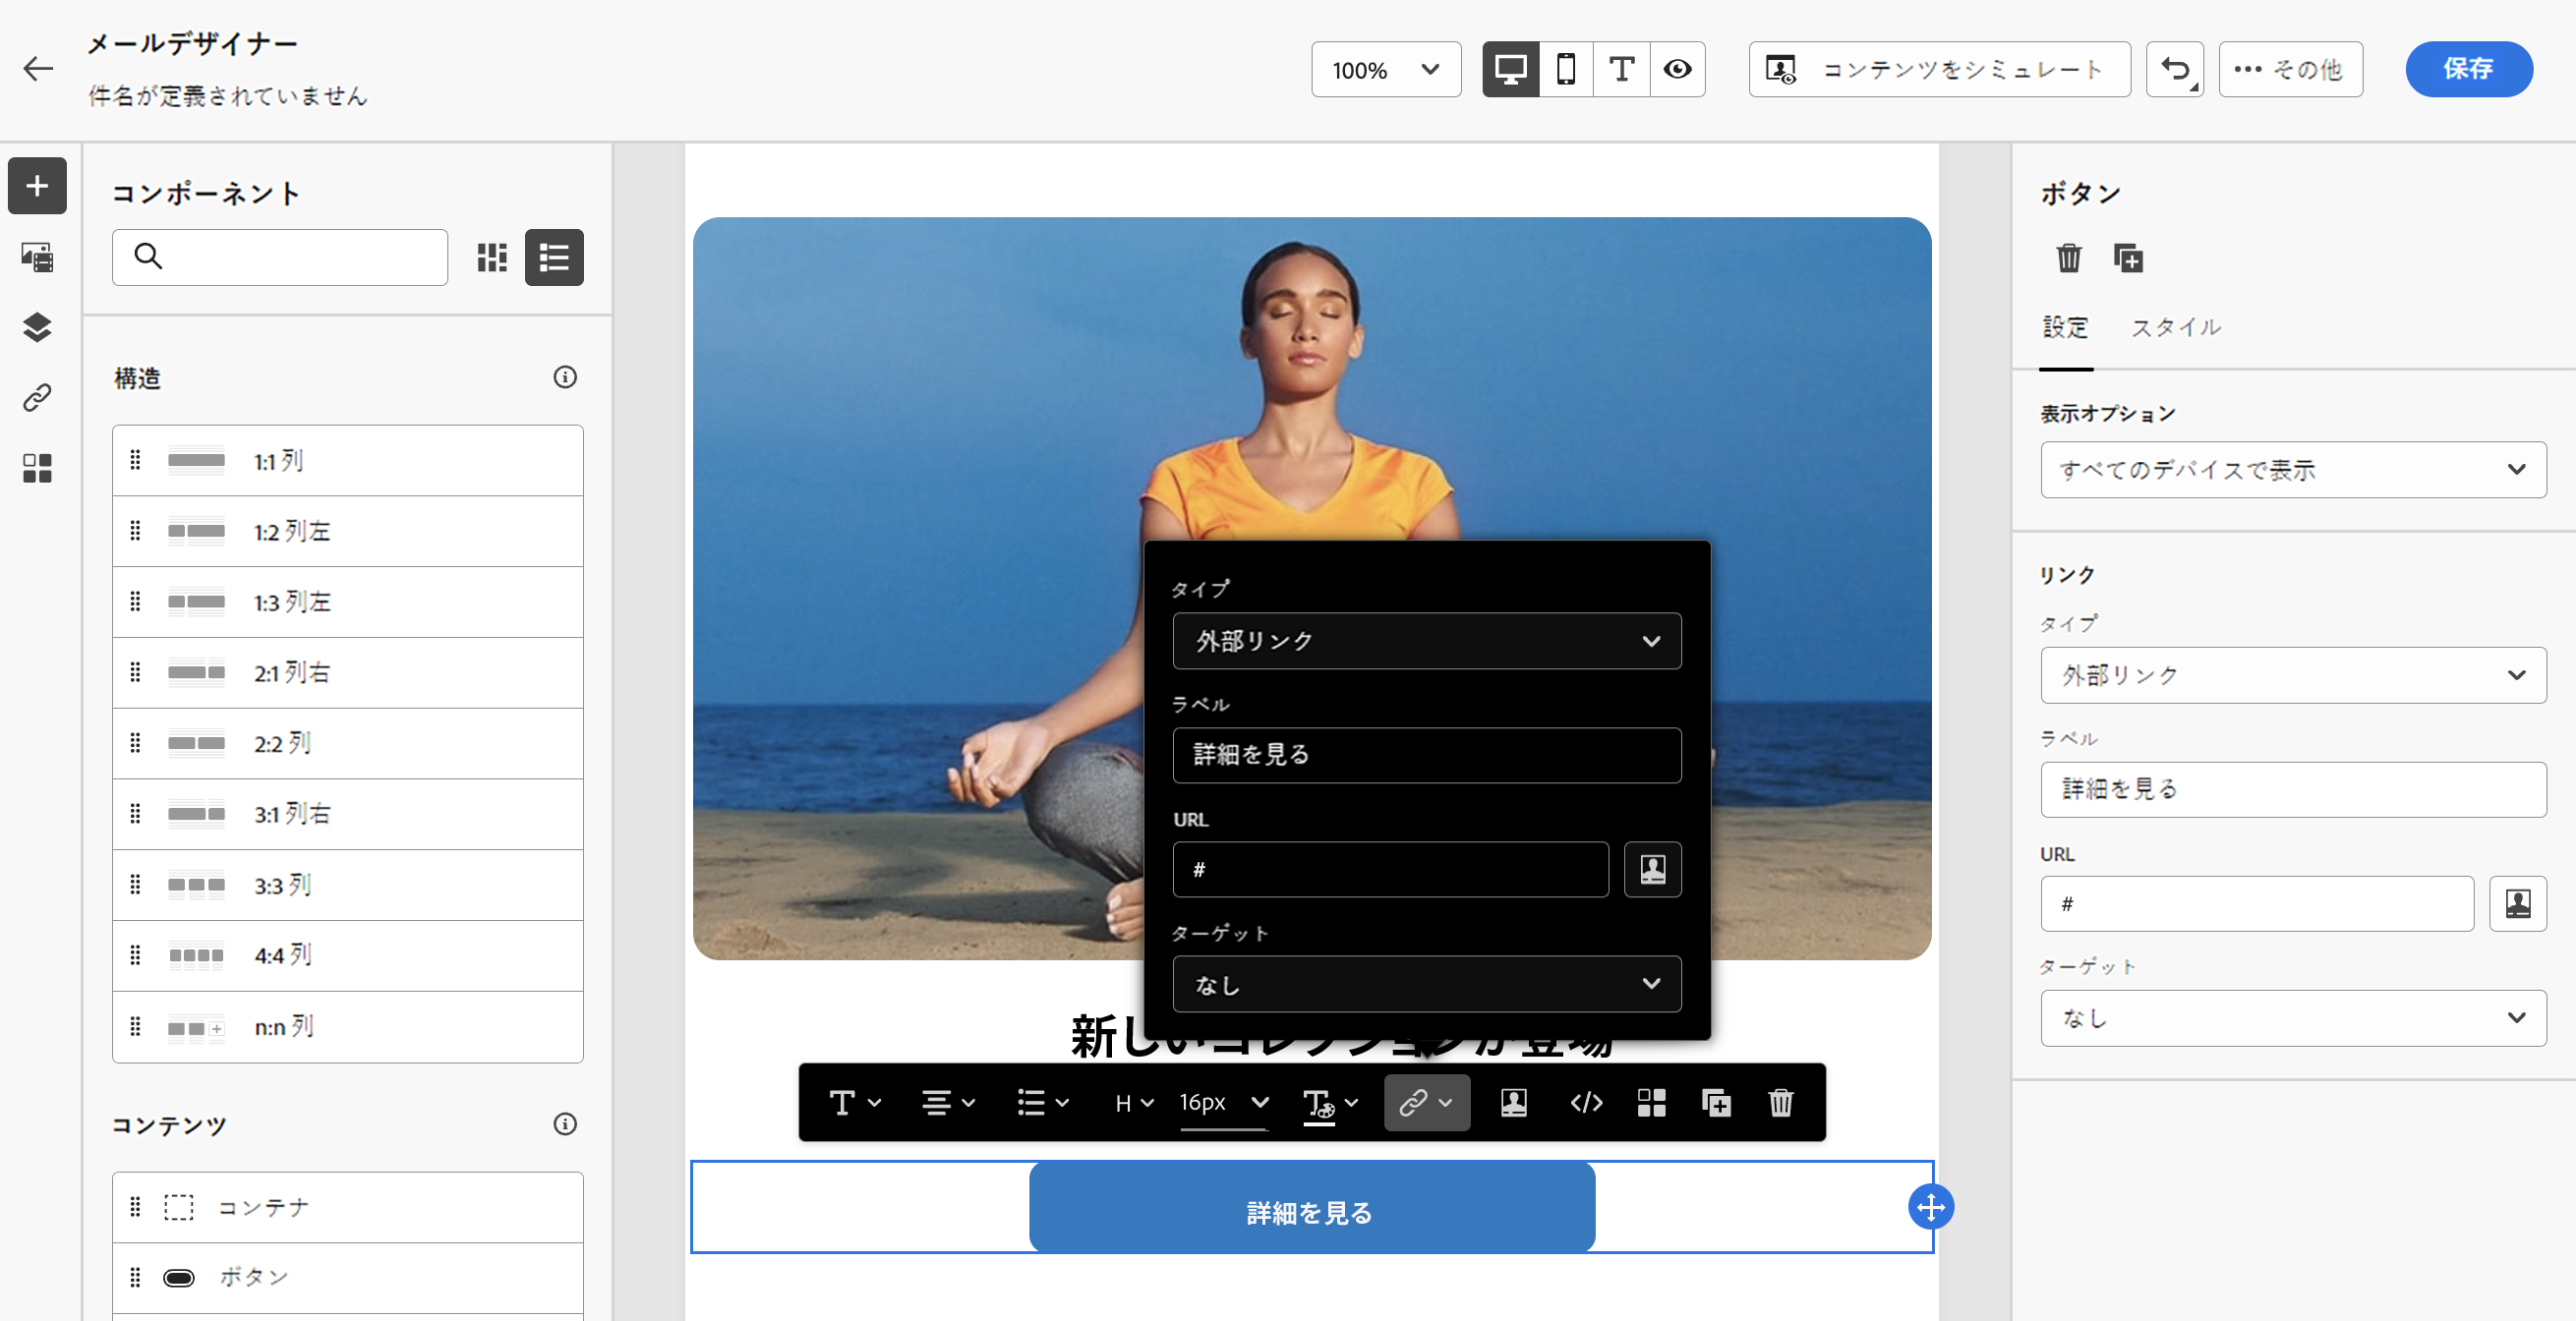 メールデザイナー
件名が定義されていません
100%
コンテンツをシミュレート
その他
保存
コンポーネント
構造
1:1 列
1:2 列左
1:3 列左
2:1 列右
2:2 列
3:1 列右
3:3 列
4:4 列
n:n 列
コンテンツ
コンテナ
ボタン
タイプ
外部リンク
ラベル
詳細を見る
URL
#
ターゲット
なし
新しいコレクションが登場
H
16px
詳細を見る
ボタン
設定
スタイル
表示オプション
すべてのデバイスで表示
リンク
タイプ
外部リンク
ラベル
詳細を見る
URL
#
ターゲット
なし